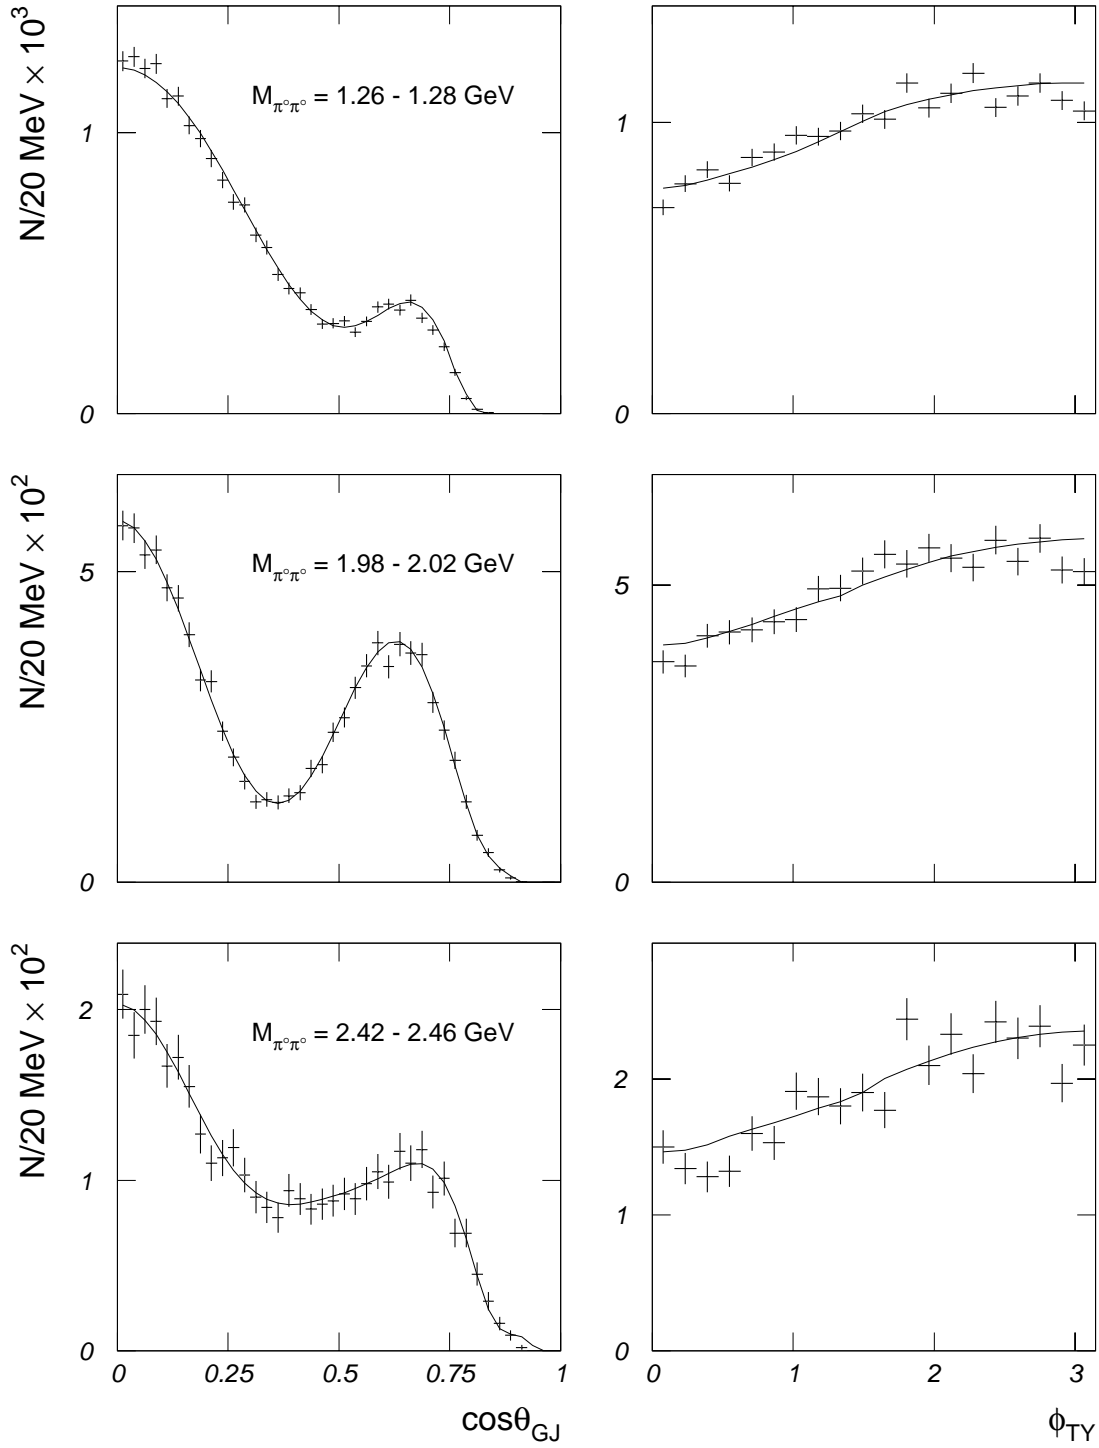 N/20 MeV × 10³
1
0
M_π°π° = 1.26 - 1.28 GeV
1
0
N/20 MeV × 10²
5
0
M_π°π° = 1.98 - 2.02 GeV
5
0
N/20 MeV × 10²
2
1
0
M_π°π° = 2.42 - 2.46 GeV
2
1
0
0 0.25 0.5 0.75 1
0 1 2 3
cosθ_GJ
ϕ_TY